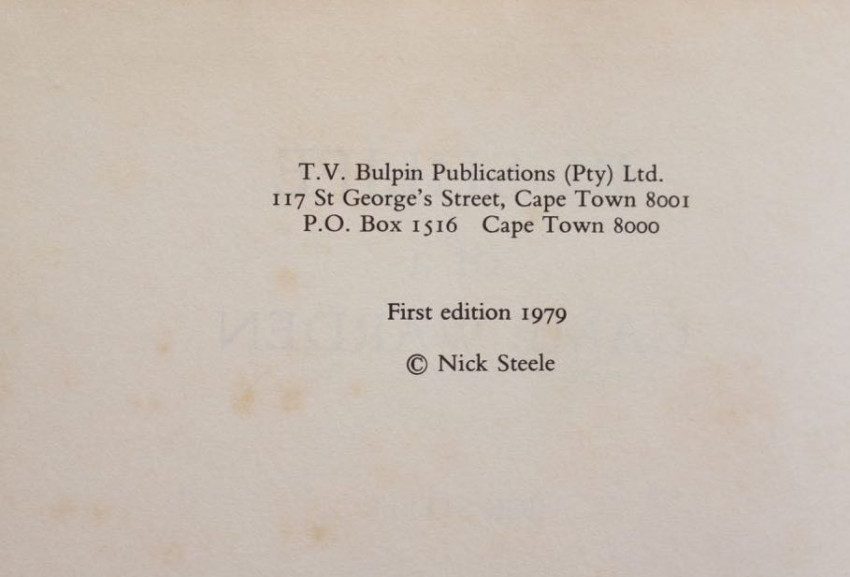 T.V. Bulpin Publications (Pty) Ltd.
117 St George's Street, Cape Town 8001
P.O. Box 1516 Cape Town 8000
First edition 1979
© Nick Steele